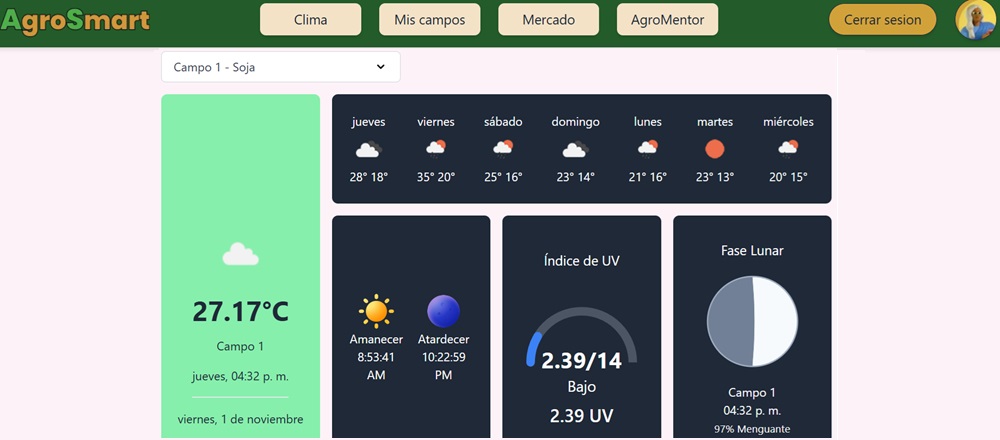 AgroSmart
Clima
Mis campos
Mercado
AgroMentor
Cerrar sesion
Campo 1 - Soja
jueves viernes sábado domingo lunes martes miércoles
28° 18° 35° 20° 25° 16° 23° 14° 21° 16° 23° 13° 20° 15°
27.17°C
Campo 1
jueves, 04:32 p. m.
viernes, 1 de noviembre
Amanecer
8:53:41
AM
Atardecer
10:22:59
PM
Índice de UV
2.39/14
Bajo
2.39 UV
Fase Lunar
Campo 1
04:32 p. m.
97% Menguante